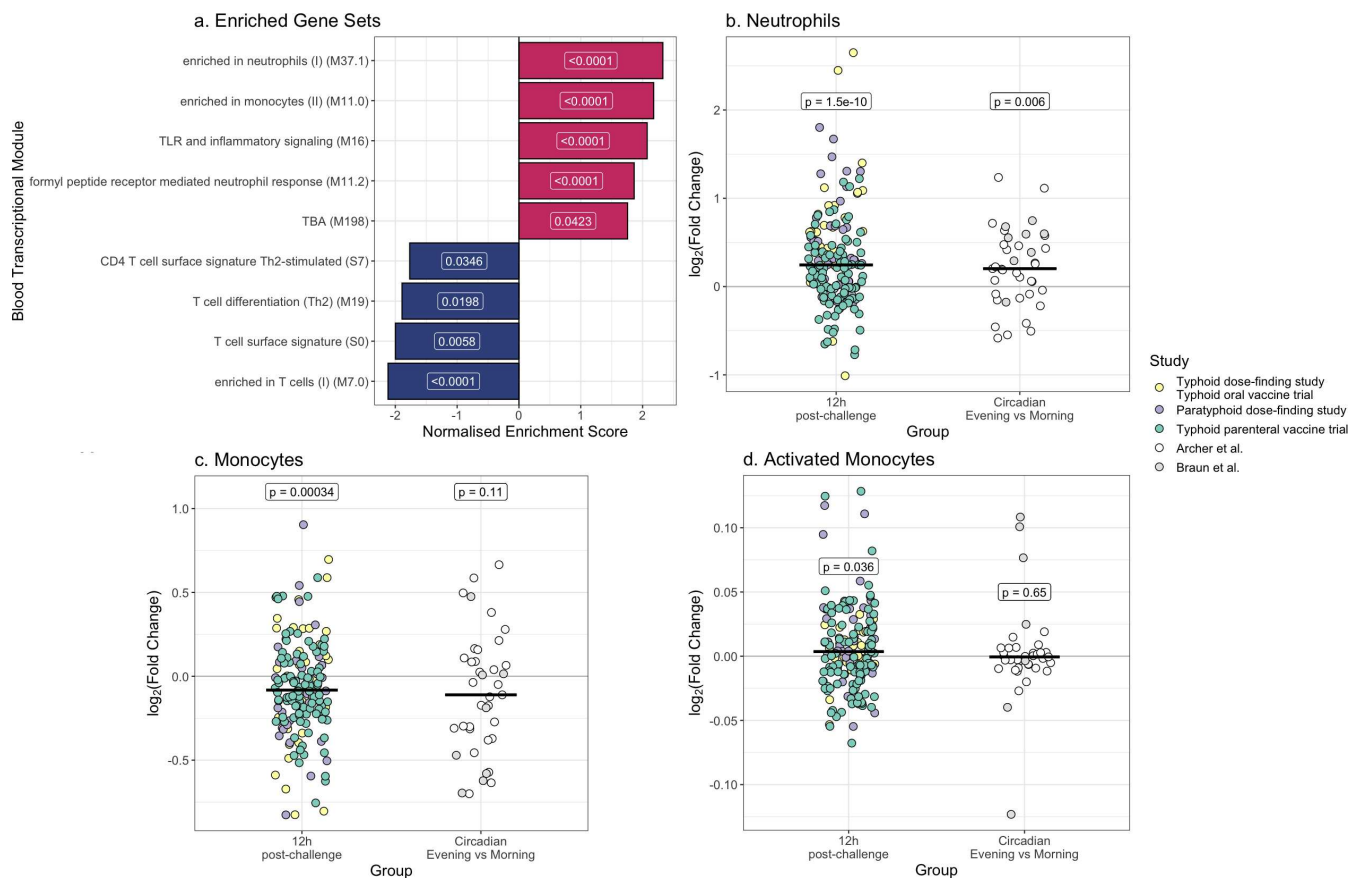 a. Enriched Gene Sets
Blood Transcriptional Module
enriched in neutrophils (I) (M37.1)
<0.0001
enriched in monocytes (II) (M11.0)
<0.0001
TLR and inflammatory signaling (M16)
<0.0001
formyl peptide receptor mediated neutrophil response (M11.2)
<0.0001
TBA (M198)
0.0423
CD4 T cell surface signature Th2-stimulated (S7)
0.0346
T cell differentiation (Th2) (M19)
0.0198
T cell surface signature (S0)
0.0058
enriched in T cells (I) (M7.0)
<0.0001
-2 -1 0 1 2
Normalised Enrichment Score
b. Neutrophils
log2(Fold Change)
2
1
0
-1
p = 1.5e-10
p = 0.006
12h
post-challenge
Circadian
Evening vs Morning
Group
Study
Typhoid dose-finding study
Typhoid oral vaccine trial
Paratyphoid dose-finding study
Typhoid parenteral vaccine trial
Archer et al.
Braun et al.
c. Monocytes
log2(Fold Change)
1.0
0.5
0.0
-0.5
p = 0.00034
p = 0.11
12h
post-challenge
Circadian
Evening vs Morning
Group
d. Activated Monocytes
log2(Fold Change)
0.10
0.05
0.00
-0.05
-0.10
p = 0.036
p = 0.65
12h
post-challenge
Circadian
Evening vs Morning
Group